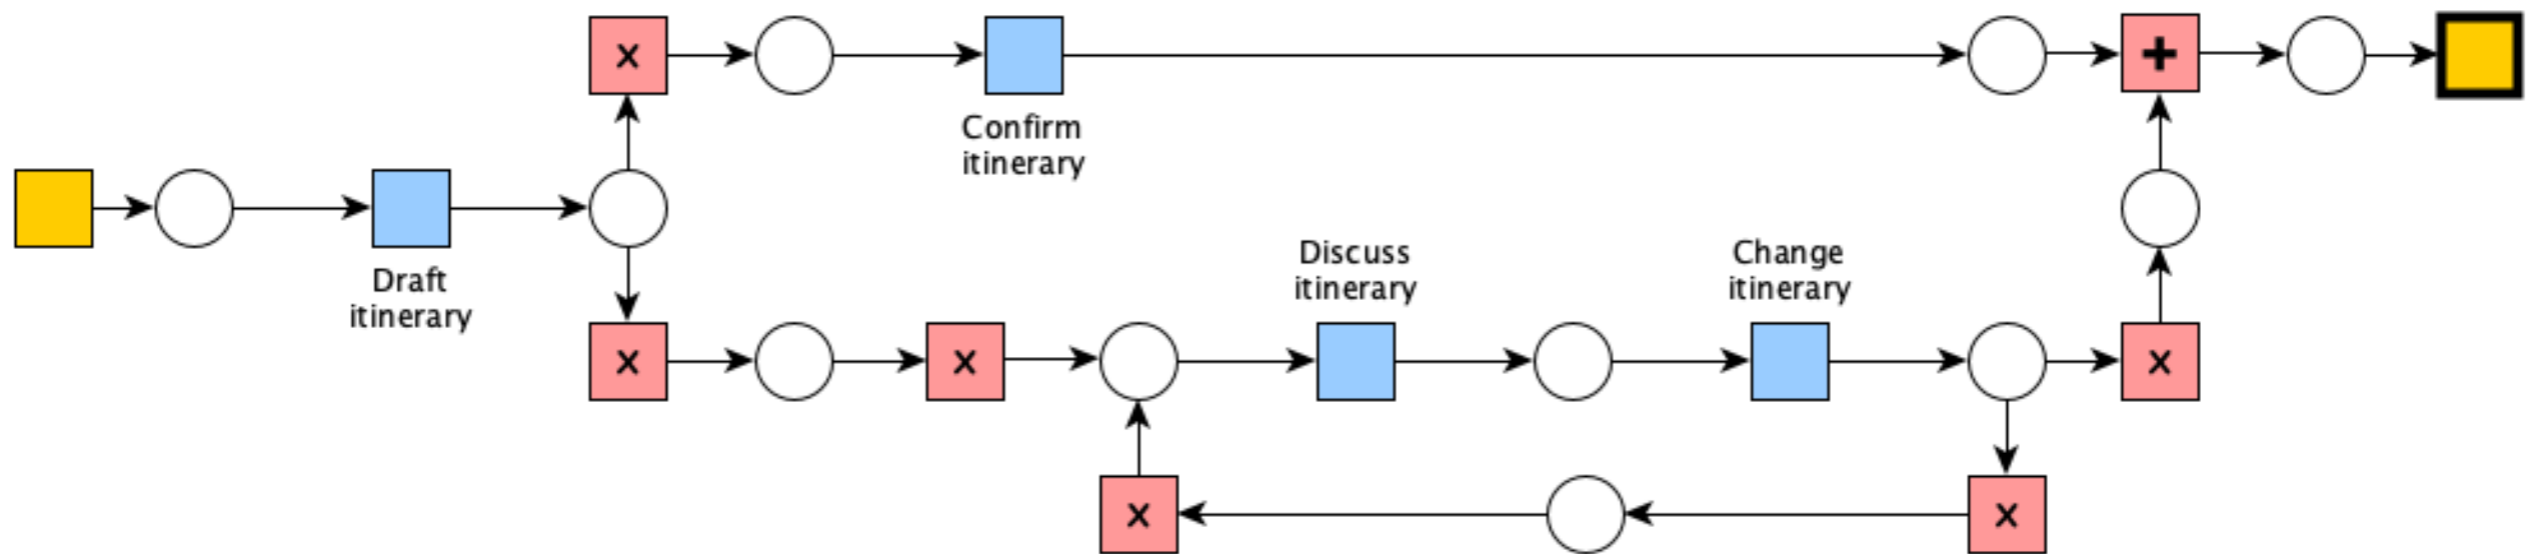 x
+
Confirm
itinerary
Draft
itinerary
Discuss
itinerary
Change
itinerary
x
x
x
x
x